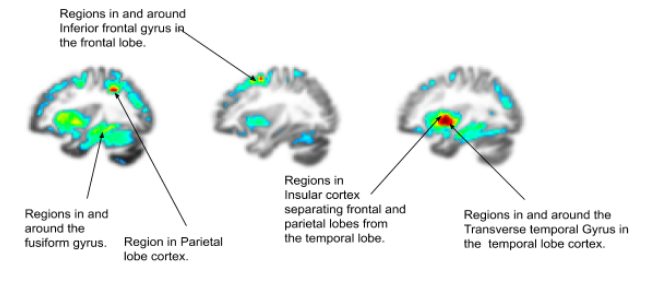 Regions in and around
Inferior frontal gyrus in
the frontal lobe.
Regions in and
around the
fusiform gyrus.
Region in Parietal
lobe cortex.
Regions in
Insular cortex
separating frontal and
parietal lobes from
the temporal lobe.
Regions in and around the
Transverse temporal Gyrus in
the temporal lobe cortex.